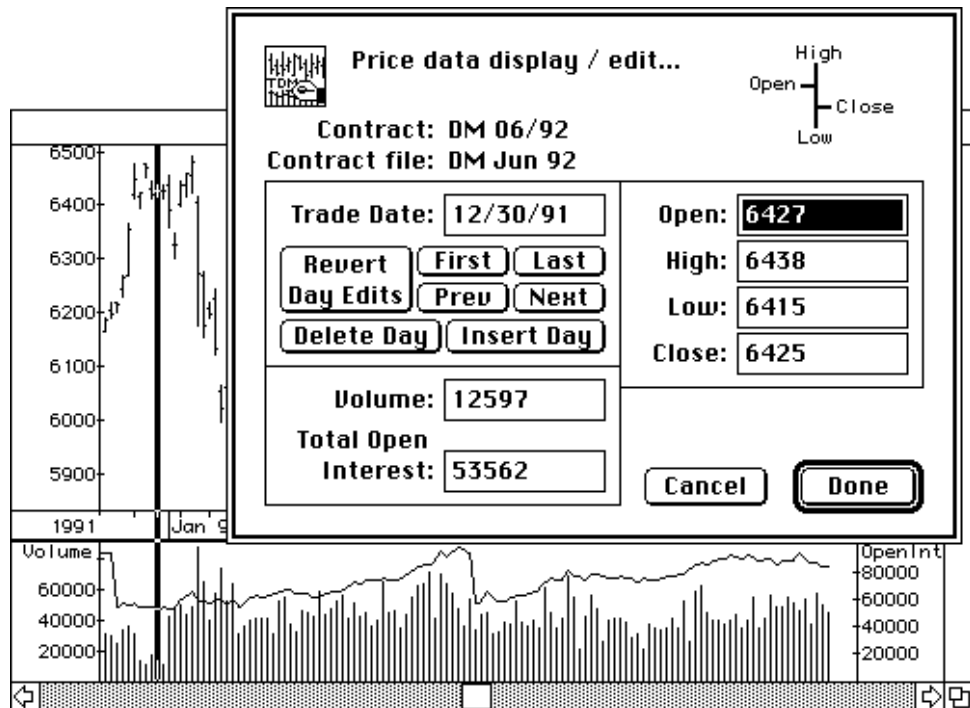 Price data display / edit...
TDM
High
Open
Close
Low
Contract: DM 06/92
Contract file: DM Jun 92
Trade Date: 12/30/91
Revert Day Edits
First
Last
Prev
Next
Delete Day
Insert Day
Open: 6427
High: 6438
Low: 6415
Close: 6425
Volume: 12597
Total Open
Interest: 53562
Cancel
Done
6500
6400
6300
6200
6100
6000
5900
1991
Jan 9
Volume
60000
40000
20000
OpenInt
80000
60000
40000
20000